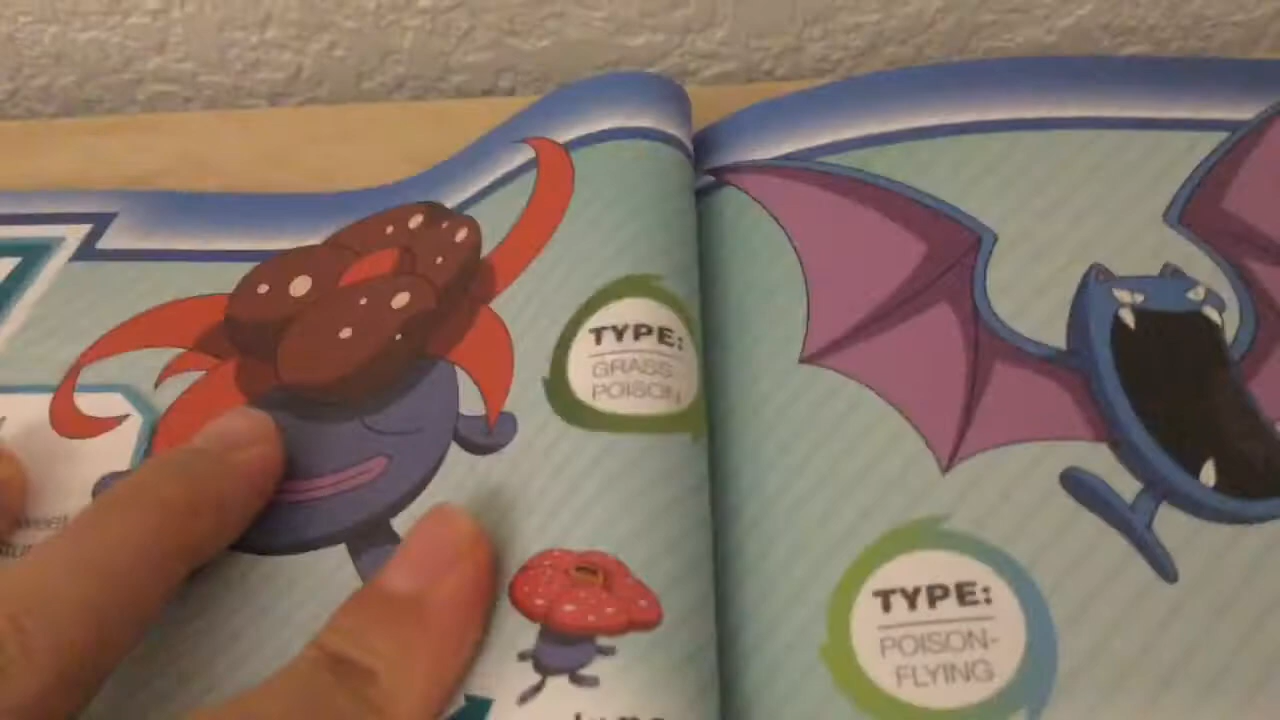 TYPE:
GRASS
POISON
TYPE:
POISON-
FLYING